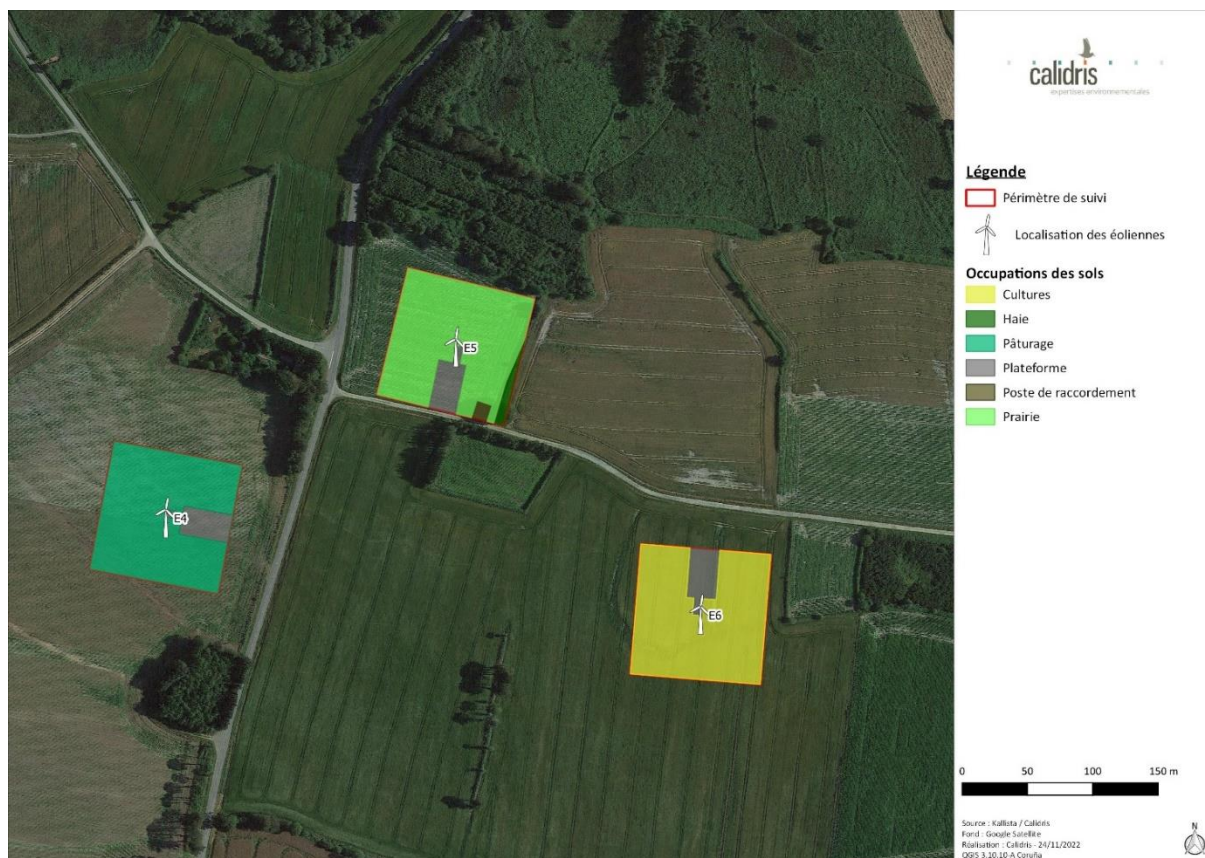 calidris
expertises environnementales
Légende
Périmètre de suivi
Localisation des éoliennes
Occupations des sols
Cultures
Haie
Pâturage
Plateforme
Poste de raccordement
Prairie
E5
E4
E6
0 50 100 150 m
Source : Kallista / Calidris
Fond : Google Satellite
Réalisation : Calidris - 24/11/2022
QGIS 3.10.10-A Coruña
N